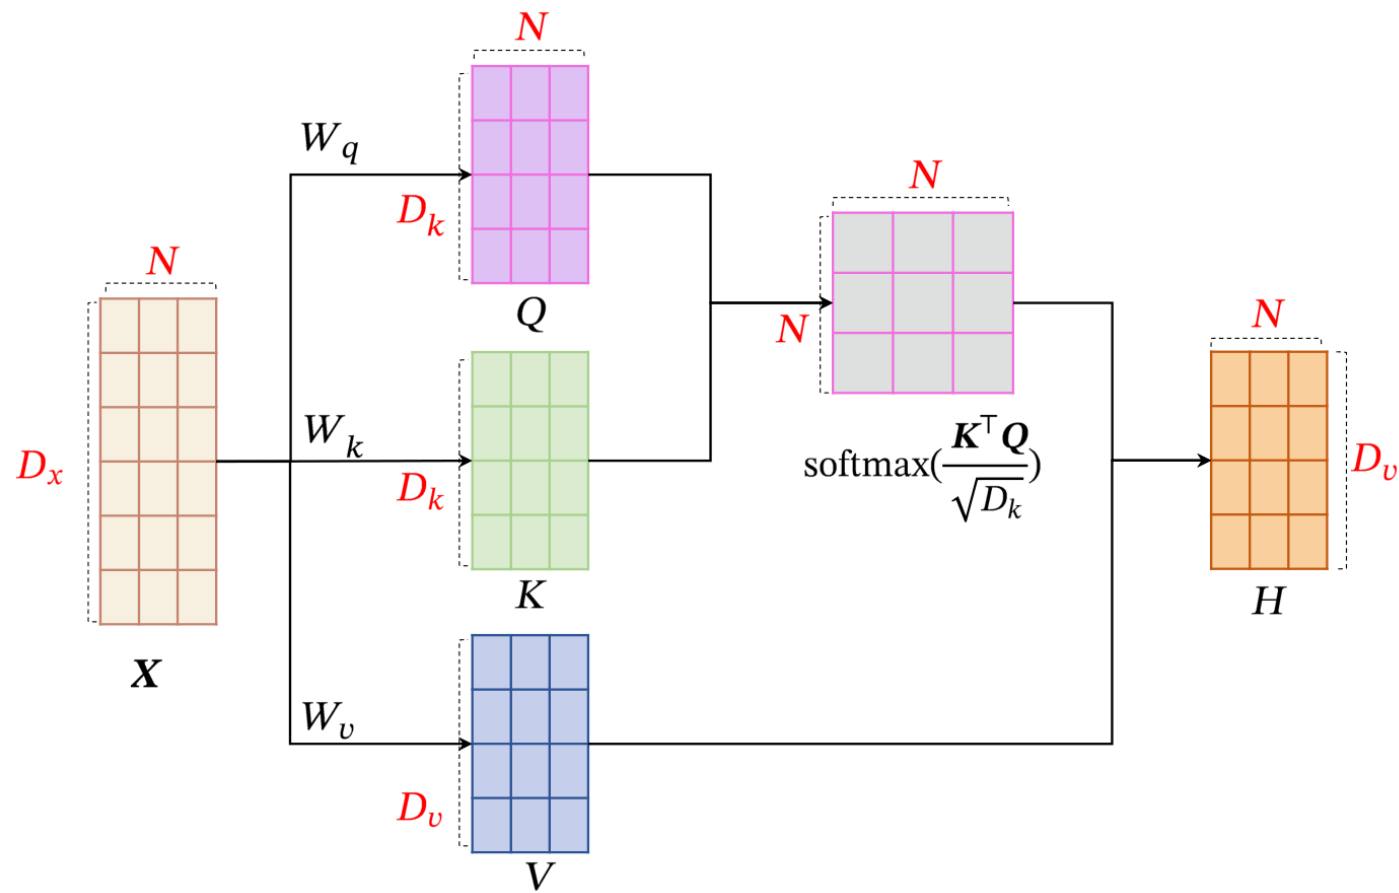 N
D_x
X
W_q
W_k
W_v
N
D_k
Q
D_k
K
D_v
V
N
N
softmax(K^⊤Q/√D_k)
N
D_v
H